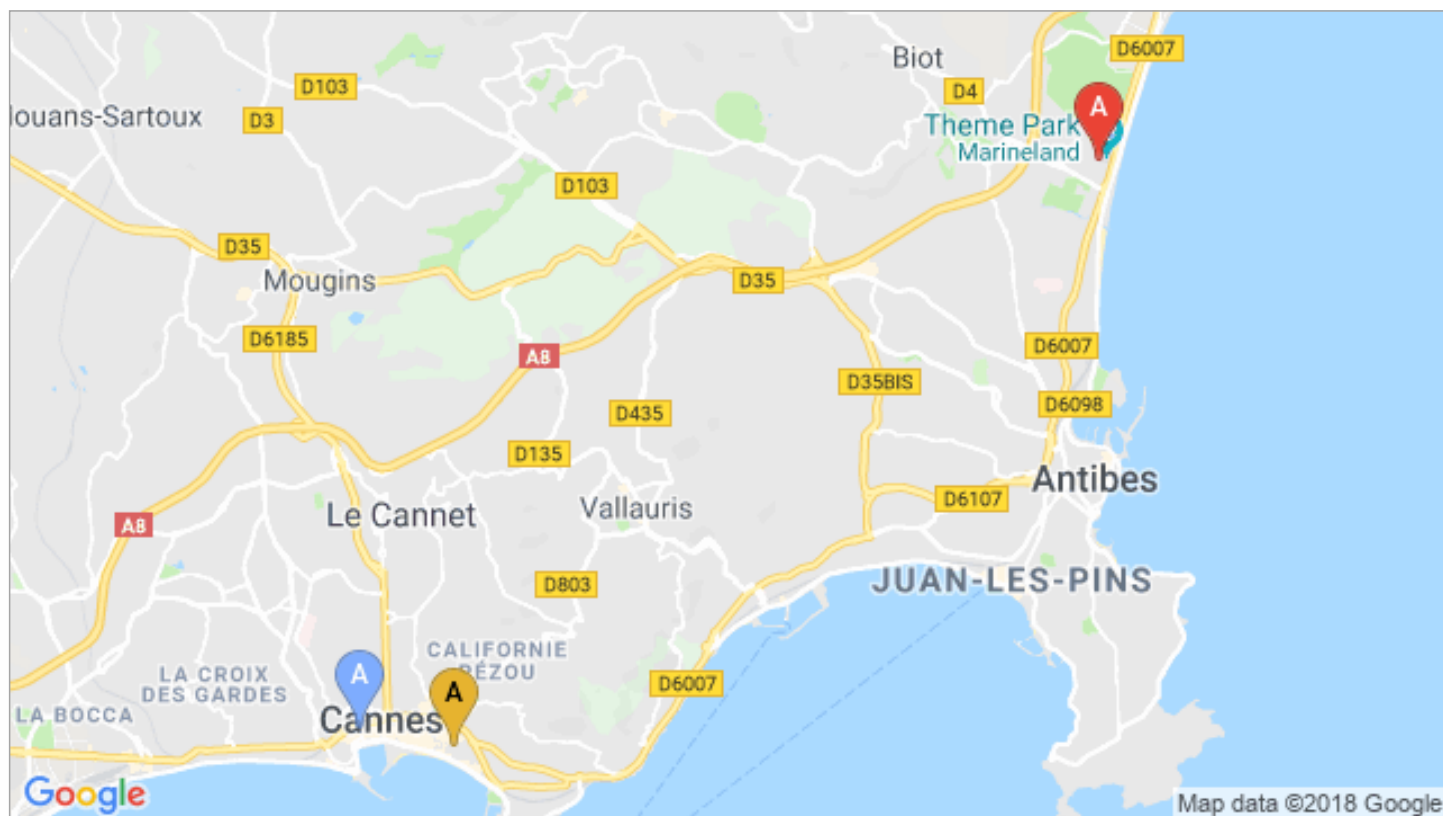 D6007
Biot
D103
D4
A
louans-Sartoux
D3
Theme Park
Marineland
D103
D35
Mougins
D35
D6185
D6007
A8
D35BIS
D435
D6098
D135
Antibes
D6107
Vallauris
Le Cannet
A8
D803
JUAN-LES-PINS
CALIFORNIE
PÉZOU
LA CROIX
DES GARDES
A
A
D6007
LA BOCCA
Cannes
Google
Map data ©2018 Google